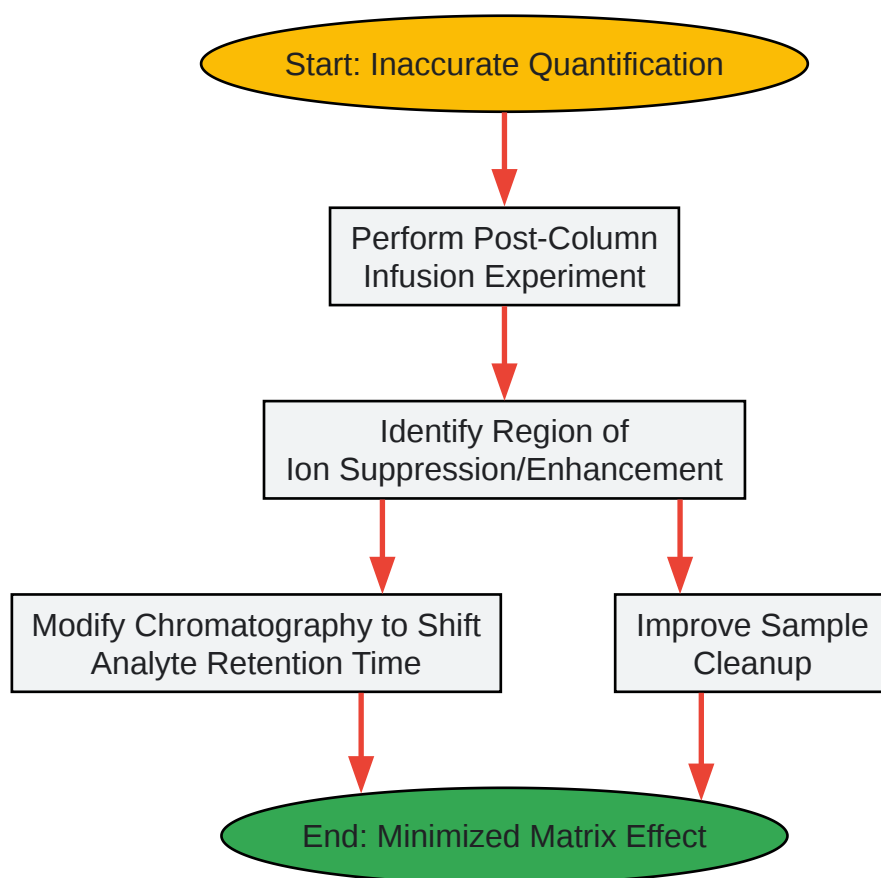 Start: Inaccurate Quantification
Perform Post-Column
Infusion Experiment
Identify Region of
Ion Suppression/Enhancement
Modify Chromatography to Shift
Analyte Retention Time
Improve Sample
Cleanup
End: Minimized Matrix Effect